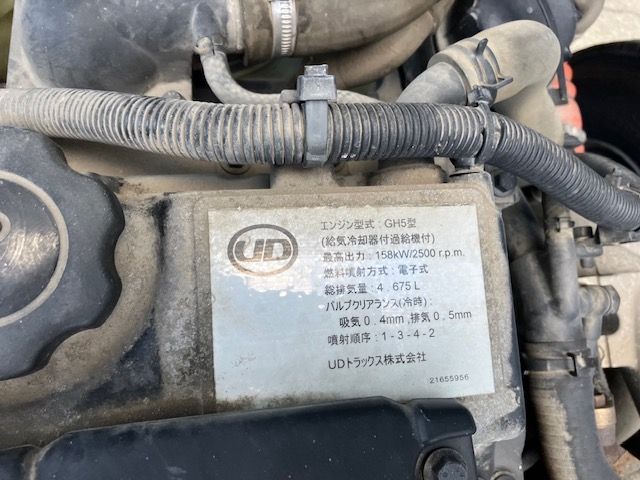 UD
エンジン型式：GH5型
(給気冷却器付過給機付)
最高出力：158kW/2500 r.p.m.
燃料噴射方式：電子式
総排気量：4．675 L
バルブクリアランス(冷時)：
吸気0．4mm ,排気0．5mm
噴射順序：1-3-4-2
UDトラックス株式会社
21655956